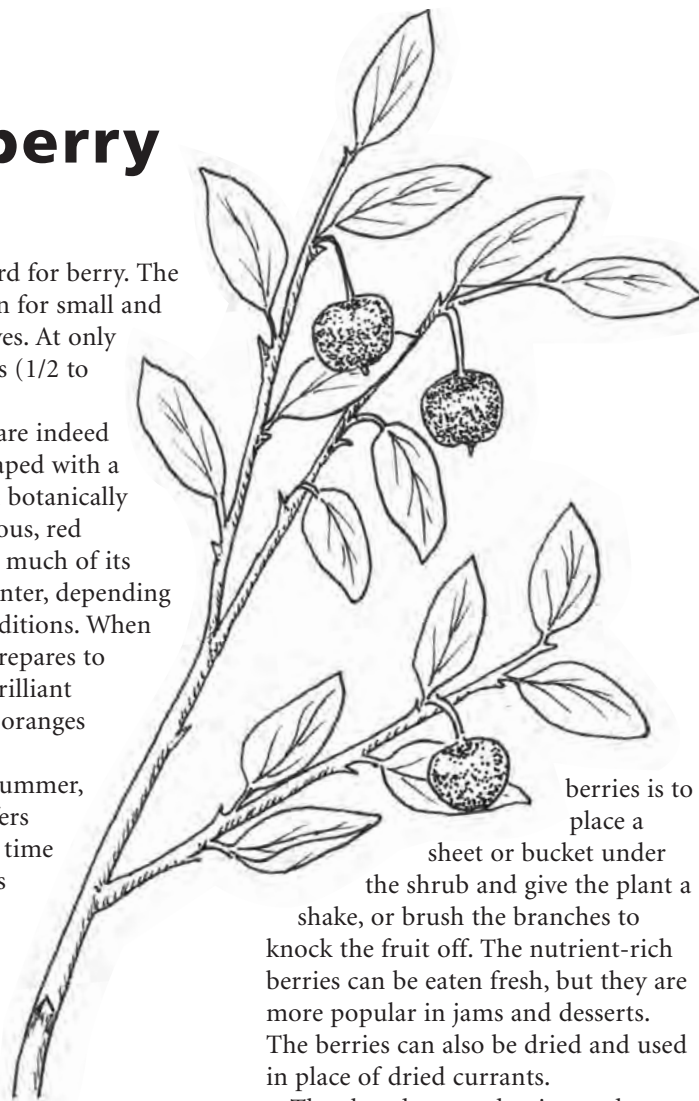 berry
rd for berry. The
n for small and
ves. At only
s (1/2 to
are indeed
aped with a
botanically
ous, red
much of its
nter, depending
ditions. When
repares to
rilliant
oranges
ummer,
ers
time
s
berries is to
place a
sheet or bucket under
the shrub and give the plant a
shake, or brush the branches to
knock the fruit off. The nutrient-rich
berries can be eaten fresh, but they are
more popular in jams and desserts.
The berries can also be dried and used
in place of dried currants.